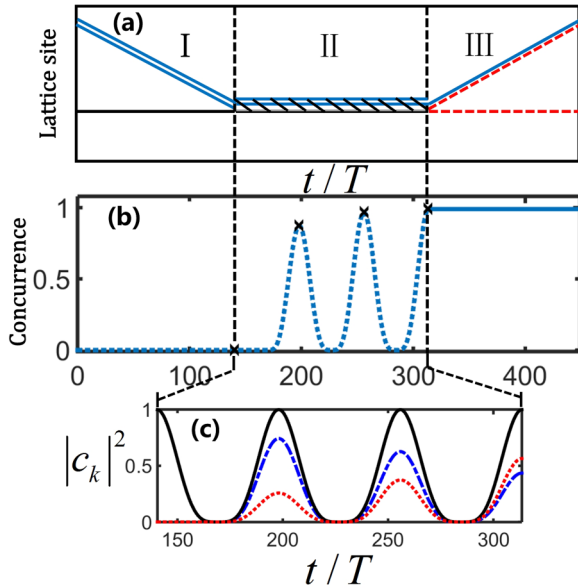 (a)
I
II
III
Lattice site
t / T
(b)
Concurrence
1
0.5
0
0 100 200 300 400
(c)
|c_k|^2
1
0.5
0
150 200 250 300
t / T